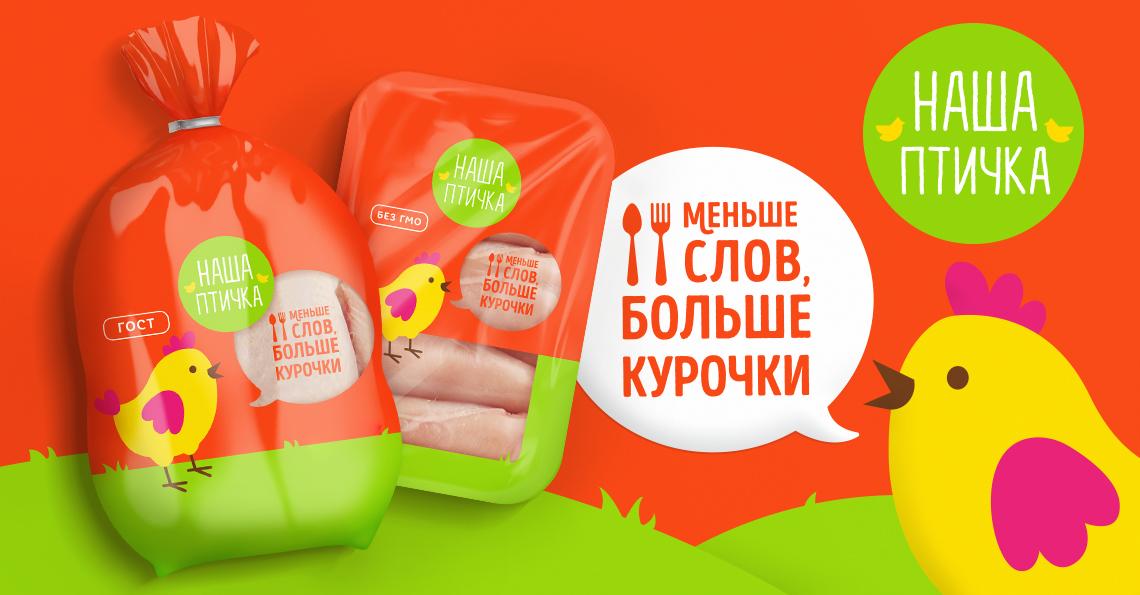 НАША
ПТИЧКА
ГОСТ
МЕНЬШЕ
СЛОВ,
БОЛЬШЕ
КУРОЧКИ
НАША
ПТИЧКА
БЕЗ ГМО
МЕНЬШЕ
СЛОВ,
БОЛЬШЕ
КУРОЧКИ
МЕНЬШЕ
СЛОВ,
БОЛЬШЕ
КУРОЧКИ
НАША
ПТИЧКА